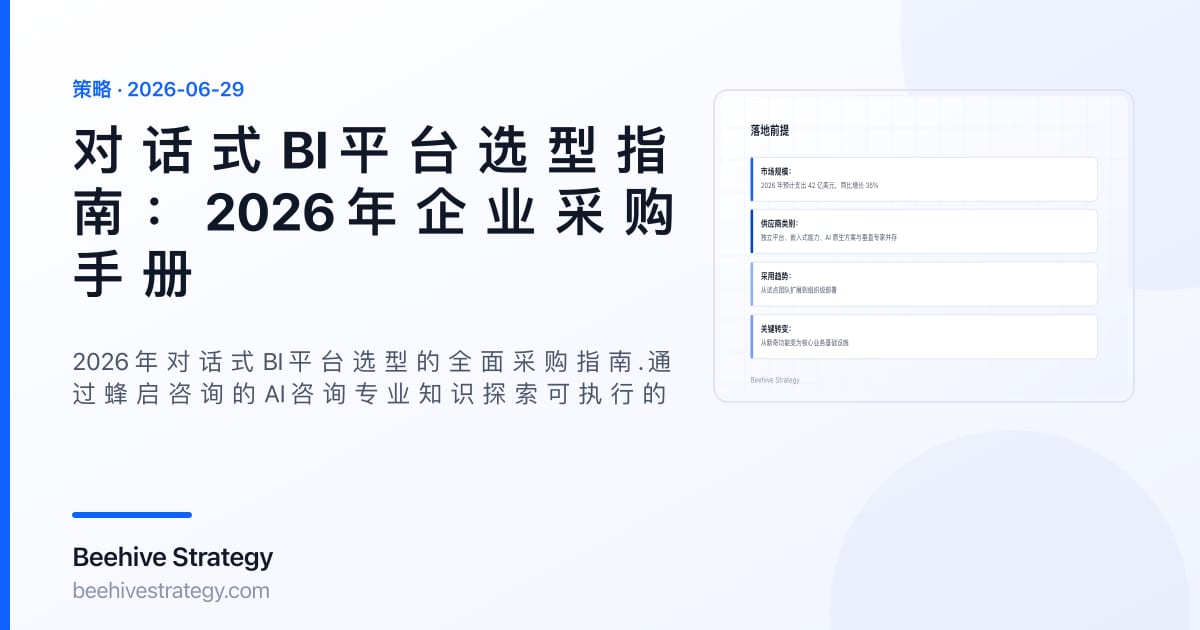 策略 · 2026-06-29
对话式BI平台选型指
南：2026年企业采购
手册
2026年对话式BI平台选型的全面采购指南.通
过蜂启咨询的AI咨询专业知识探索可执行的
落地前提
市场规模：
2026 年预计支出 42 亿美元，同比增长 35%
供应商类别：
独立平台、嵌入式能力、AI 原生方案与垂直专家并存
采用趋势：
从试点团队扩展到组织级部署
关键转变：
从新奇功能变为核心业务基础设施
Beehive Strategy
Beehive Strategy
beehivestrategy.com